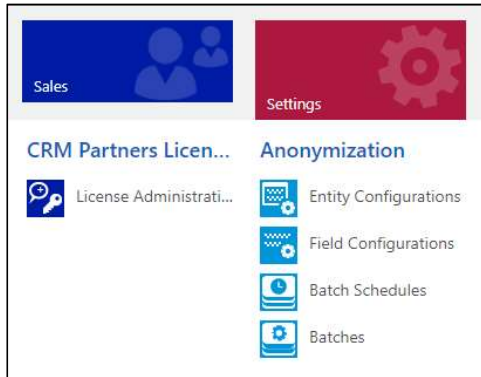 Sales
Settings
CRM Partners Licen...
Anonymization
License Administrati...
Entity Configurations
Field Configurations
Batch Schedules
Batches